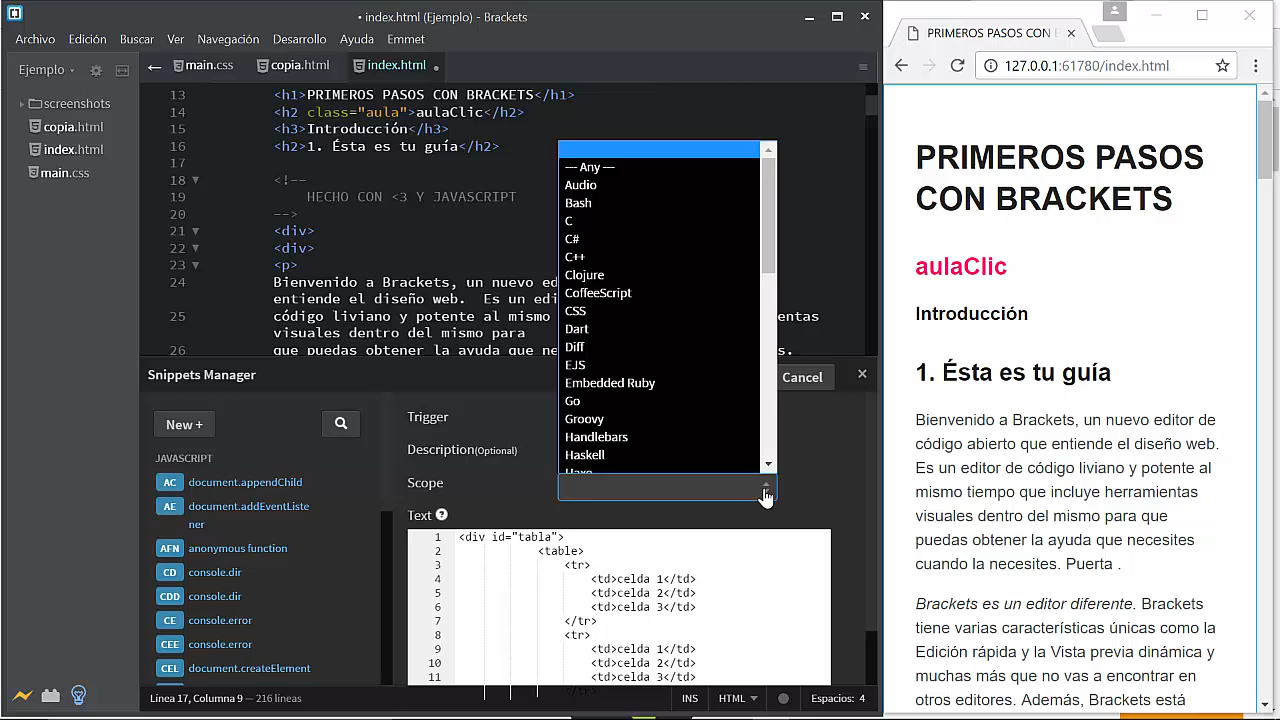 • index.html (Ejemplo) - Brackets
Archivo Edición Buscar Ver Navegación Desarrollo Ayuda Emmet
Ejemplo
main.css copia.html index.html •
screenshots
copia.html
index.html
main.css
13 <h1>PRIMEROS PASOS CON BRACKETS</h1>
14 <h2 class="aula">aulaClic</h2>
15 <h3>Introducción</h3>
16 <h2>1. Ésta es tu guía</h2>
17
18 <!--
19 HECHO CON <3 Y JAVASCRIPT
20 -->
21 <div>
22 <div>
23 <p>
24 Bienvenido a Brackets, un nuevo ed
entiende el diseño web. Es un edi
25 código liviano y potente al mismo entas
visuales dentro del mismo para
26 que puedas obtener la ayuda que ne s.
Snippets Manager
Cancel
New +
JAVASCRIPT
AC document.appendChild
AE document.addEventListe
ner
AFN anonymous function
CD console.dir
CDD console.dir
CE console.error
CEE console.error
CEL document.createElement
Trigger
Description(Optional)
Scope
Text ?
--- Any ---
Audio
Bash
C
C#
C++
Clojure
CoffeeScript
CSS
Dart
Diff
EJS
Embedded Ruby
Go
Groovy
Handlebars
Haskell
Haxe
1 <div id="tabla">
2 <table>
3 <tr>
4 <td>celda 1</td>
5 <td>celda 2</td>
6 <td>celda 3</td>
7 </tr>
8 <tr>
9 <td>celda 1</td>
10 <td>celda 2</td>
11 <td>celda 3</td>
Línea 17, Columna 9 — 216 líneas
INS HTML Espacios: 4
PRIMEROS PASOS CON
127.0.0.1:61780/index.html
PRIMEROS PASOS
CON BRACKETS
aulaClic
Introducción
1. Ésta es tu guía
Bienvenido a Brackets, un nuevo editor de
código abierto que entiende el diseño web.
Es un editor de código liviano y potente al
mismo tiempo que incluye herramientas
visuales dentro del mismo para que
puedas obtener la ayuda que necesites
cuando la necesites. Puerta .
Brackets es un editor diferente. Brackets
tiene varias características únicas como la
Edición rápida y la Vista previa dinámica y
muchas más que no vas a encontrar en
otros editores. Además, Brackets está